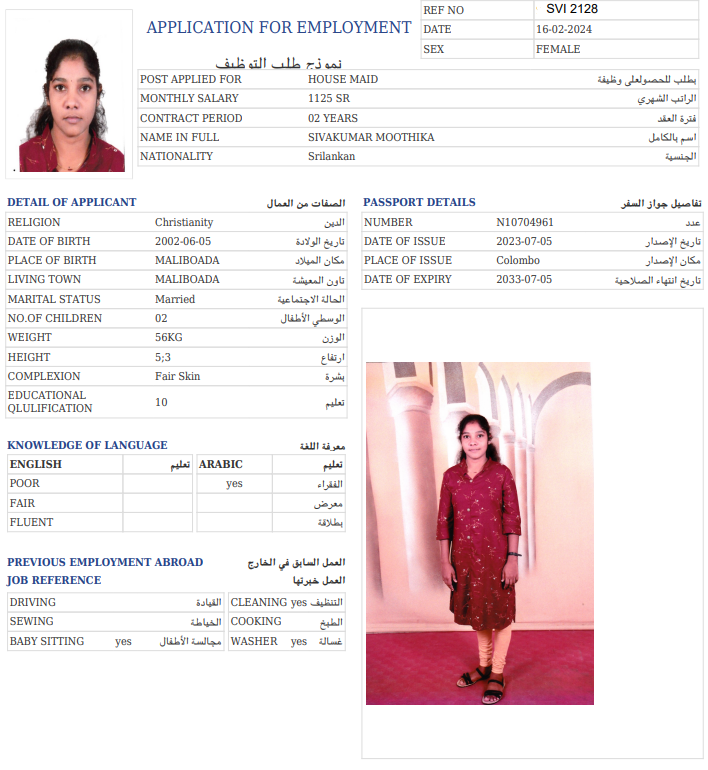 APPLICATION FOR EMPLOYMENT
نموذج طلب التوظيف
REF NO SVI 2128
DATE 16-02-2024
SEX FEMALE
POST APPLIED FOR HOUSE MAID بطلب للحصولعلى وظيفة
MONTHLY SALARY 1125 SR الراتب الشهري
CONTRACT PERIOD 02 YEARS فترة العقد
NAME IN FULL SIVAKUMAR MOOTHIKA اسم بالكامل
NATIONALITY Srilankan الجنسية
DETAIL OF APPLICANT الصفات من العمال
RELIGION Christianity الدين
DATE OF BIRTH 2002-06-05 تاريخ الولادة
PLACE OF BIRTH MALIBOADA مكان الميلاد
LIVING TOWN MALIBOADA تاون المعيشة
MARITAL STATUS Married الحالة الاجتماعية
NO.OF CHILDREN 02 الوسطي الأطفال
WEIGHT 56KG الوزن
HEIGHT 5;3 ارتفاع
COMPLEXION Fair Skin بشرة
EDUCATIONAL
QLULIFICATION 10 تعليم
PASSPORT DETAILS تفاصيل جواز السفر
NUMBER N10704961 عدد
DATE OF ISSUE 2023-07-05 تاريخ الإصدار
PLACE OF ISSUE Colombo مكان الإصدار
DATE OF EXPIRY 2033-07-05 تاريخ انتهاء الصلاحية
KNOWLEDGE OF LANGUAGE معرفة اللغة
ENGLISH تعليم ARABIC تعليم
POOR yes الفقراء
FAIR معرض
FLUENT بطلاقة
PREVIOUS EMPLOYMENT ABROAD العمل السابق في الخارج
JOB REFERENCE العمل خبرتها
DRIVING القيادة CLEANING yes التنظيف
SEWING الخياطة COOKING الطبخ
BABY SITTING yes مجالسة الأطفال WASHER yes غسالة